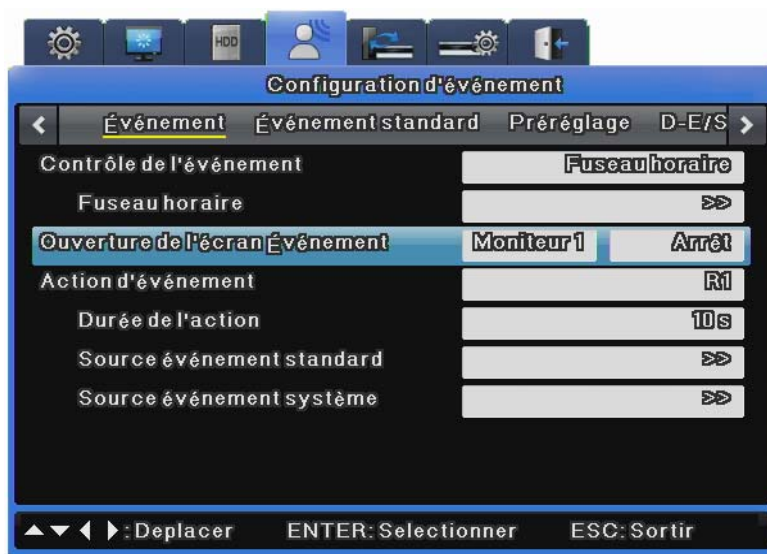 HDD
Configuration d'événement
Événement Événement standard Préréglage D-E/S
Contrôle de l'événement Fuseau horaire
Fuseau horaire >>
Ouverture de l'écran Événement Moniteur 1 Arrêt
Action d'événement R1
Durée de l'action 10 s
Source événement standard >>
Source événement système >>
:Deplacer ENTER:Selectionner ESC:Sortir